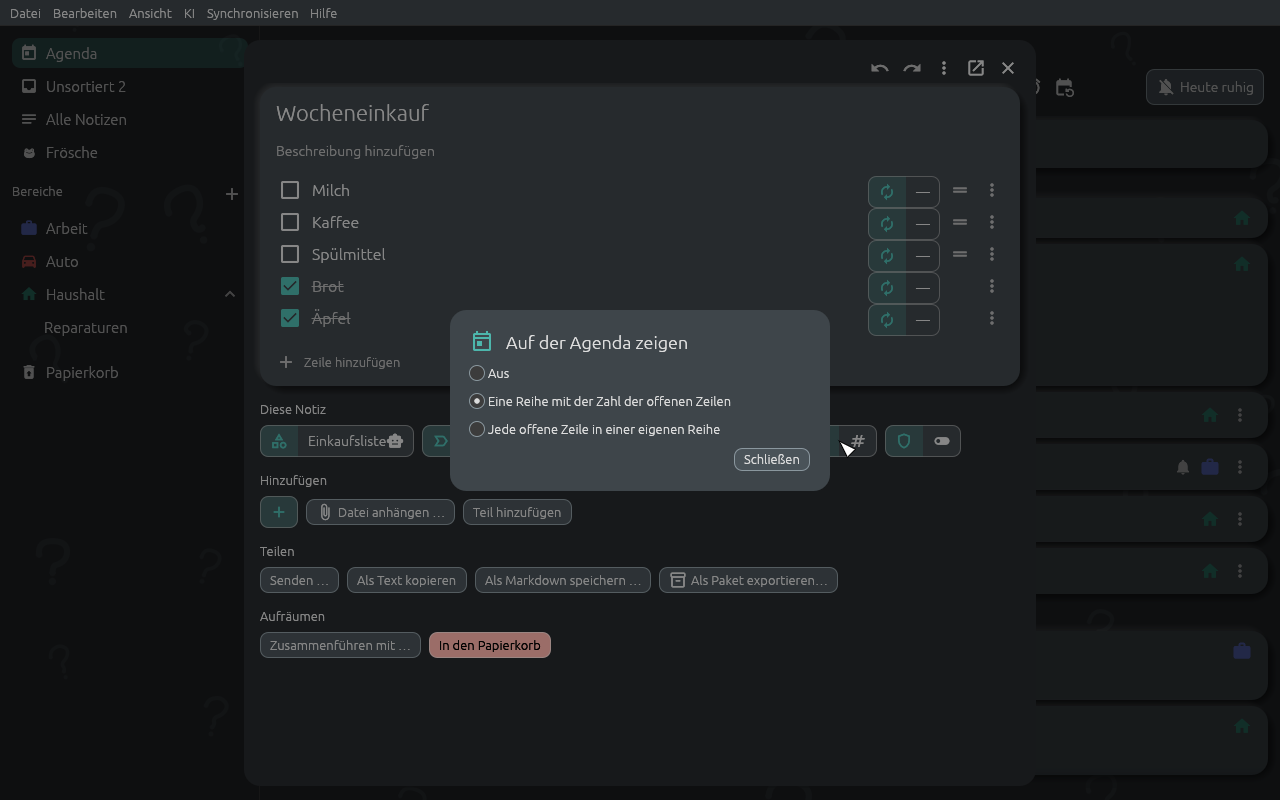 Datei Bearbeiten Ansicht KI Synchronisieren Hilfe
Agenda
Unsortiert 2
Alle Notizen
Frösche
Bereiche
Arbeit
Auto
Haushalt
Reparaturen
Papierkorb
Heute ruhig
Wocheneinkauf
Beschreibung hinzufügen
Milch
Kaffee
Spülmittel
Brot
Äpfel
Zeile hinzufügen
Auf der Agenda zeigen
Aus
Eine Reihe mit der Zahl der offenen Zeilen
Jede offene Zeile in einer eigenen Reihe
Schließen
Diese Notiz
Einkaufsliste
Hinzufügen
Datei anhängen … Teil hinzufügen
Teilen
Senden … Als Text kopieren Als Markdown speichern … Als Paket exportieren…
Aufräumen
Zusammenführen mit … In den Papierkorb